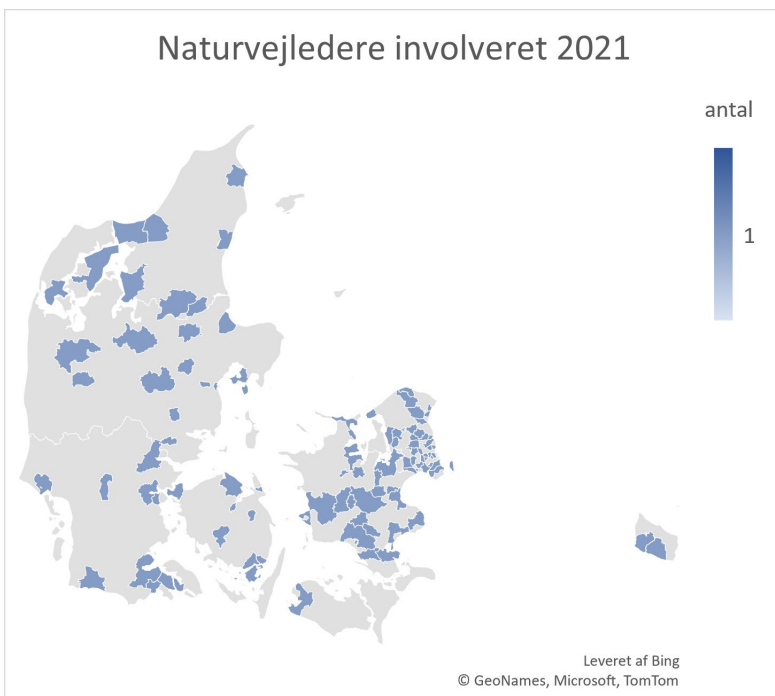 Naturvejledere involveret 2021
antal
1
Leveret af Bing
© GeoNames, Microsoft, TomTom